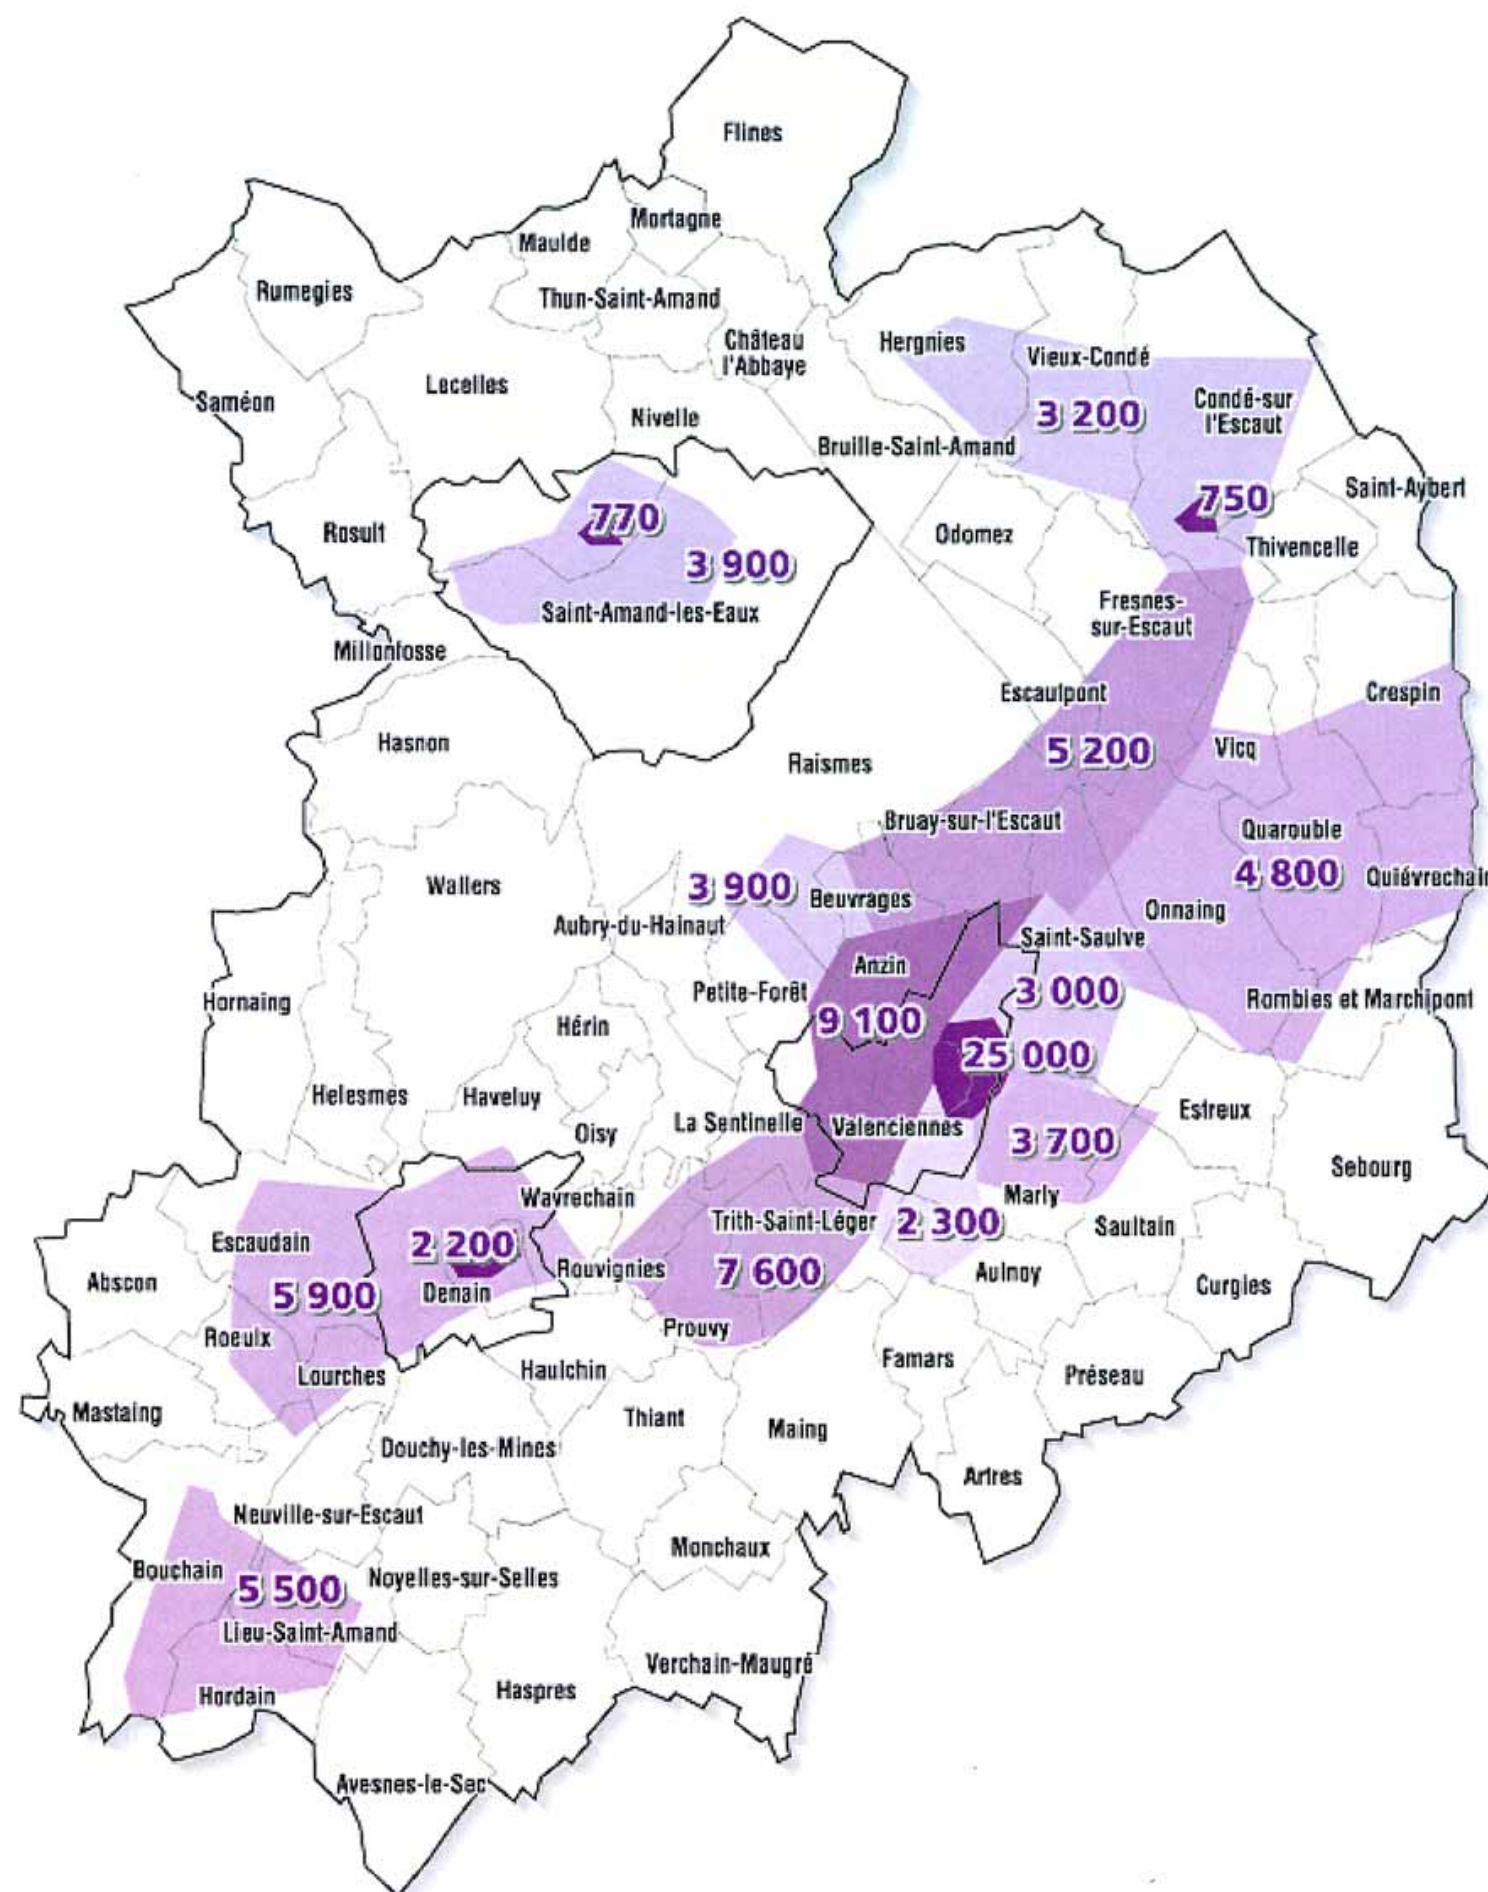 Flines
Mortagne
Maulde
Rumegies
Thun-Saint-Amand
Château
l'Abbaye
Hergnies
Vieux-Condé
Lecelles
Saméon
Condé-sur
l'Escaut
3 200
Nivelle
Bruille-Saint-Amand
Saint-Aybert
750
770
Rosult
Odomez
Thivencelle
3 900
Saint-Amand-les-Eaux
Fresnes-
sur-Escaut
Millonfosse
Escautpont
Crespin
Hasnon
Vicq
5 200
Raismes
Bruay-sur-l'Escaut
Quarouble
4 800
Quiévrechain
Wallers
3 900
Beuvrages
Onnaing
Aubry-du-Hainaut
Saint-Saulve
Anzin
Petite-Forêt
3 000
Rombies et Marchipont
Hornaing
9 100
Hérin
25 000
Helesmes
Haveluy
Estreux
La Sentinelle
Valenciennes
Oisy
3 700
Sebourg
Wavrechain
Marly
Trith-Saint-Léger
2 300
Saultain
Escaudain
2 200
Rouvignies
7 600
Aulnoy
Abscon
Denain
Curgies
5 900
Prouvy
Roeulx
Famars
Haulchin
Lourches
Préseau
Mastaing
Thiant
Maing
Douchy-les-Mines
Artres
Neuville-sur-Escaut
Monchaux
Bouchain
Noyelles-sur-Selles
5 500
Lieu-Saint-Amand
Verchain-Maugré
Haspres
Hordain
Avesnes-le-Sec